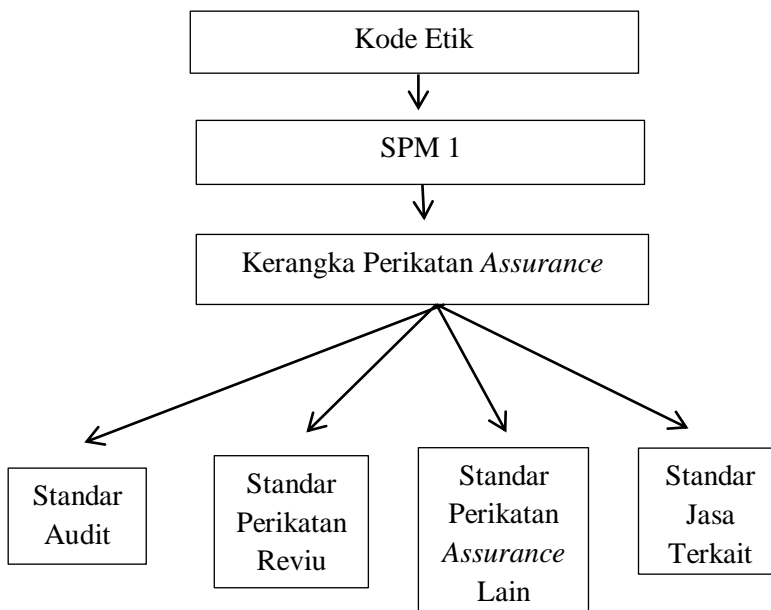 Kode Etik
SPM 1
Kerangka Perikatan Assurance
Standar
Audit
Standar
Perikatan
Reviu
Standar
Perikatan
Assurance
Lain
Standar
Jasa
Terkait